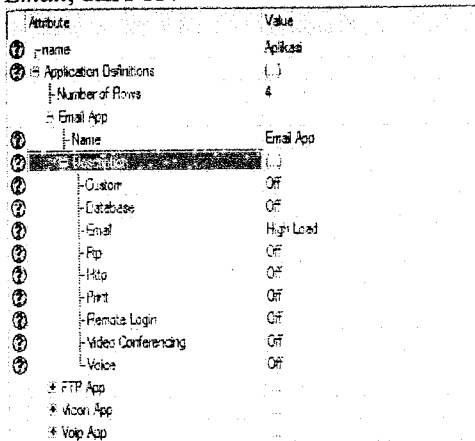 Attribute Value
name Aplikasi
Application Definitions (...)
Number of Rows 4
Email App
Name Email App
(...)
Custom Off
Database Off
Email High Load
Ftp Off
Http Off
Print Off
Remote Login Off
Video Conferencing Off
Voice Off
FTP App ...
Vicon App ...
Voip App ...